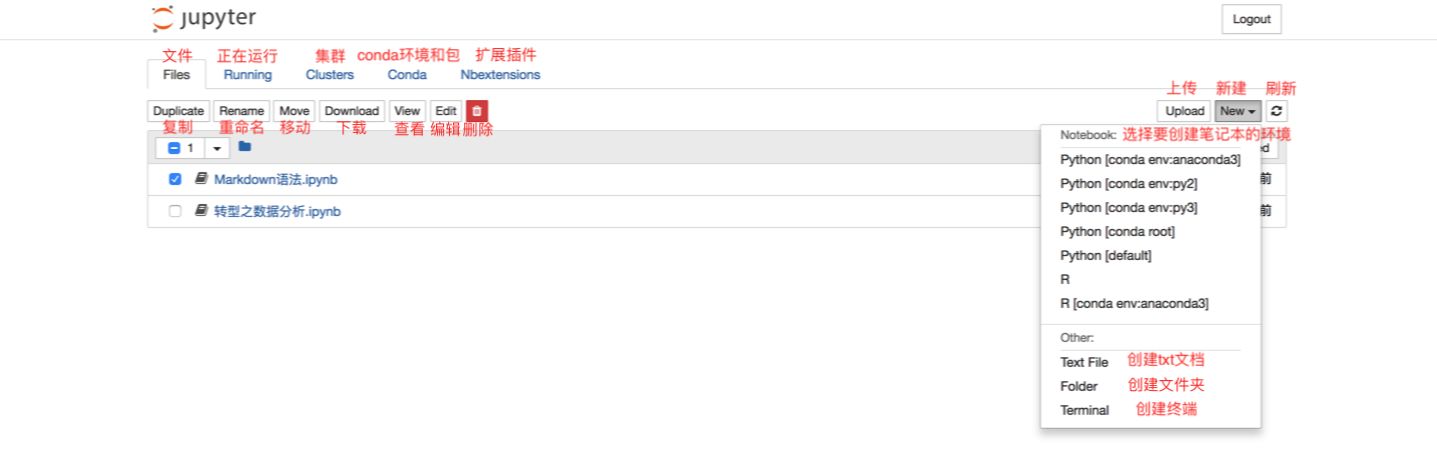 jupyter
Logout
文件 正在运行 集群 conda环境和包 扩展插件
Files Running Clusters Conda Nbextensions
上传 新建 刷新
Duplicate Rename Move Download View Edit Upload New
复制 重命名 移动 下载 查看 编辑 删除
Notebook: 选择要创建笔记本的环境
1 ed
Python [conda env:anaconda3]
Markdown语法.ipynb 前
Python [conda env:py2]
转型之数据分析.ipynb 前
Python [conda env:py3]
Python [conda root]
Python [default]
R
R [conda env:anaconda3]
Other:
Text File 创建txt文档
Folder 创建文件夹
Terminal 创建终端